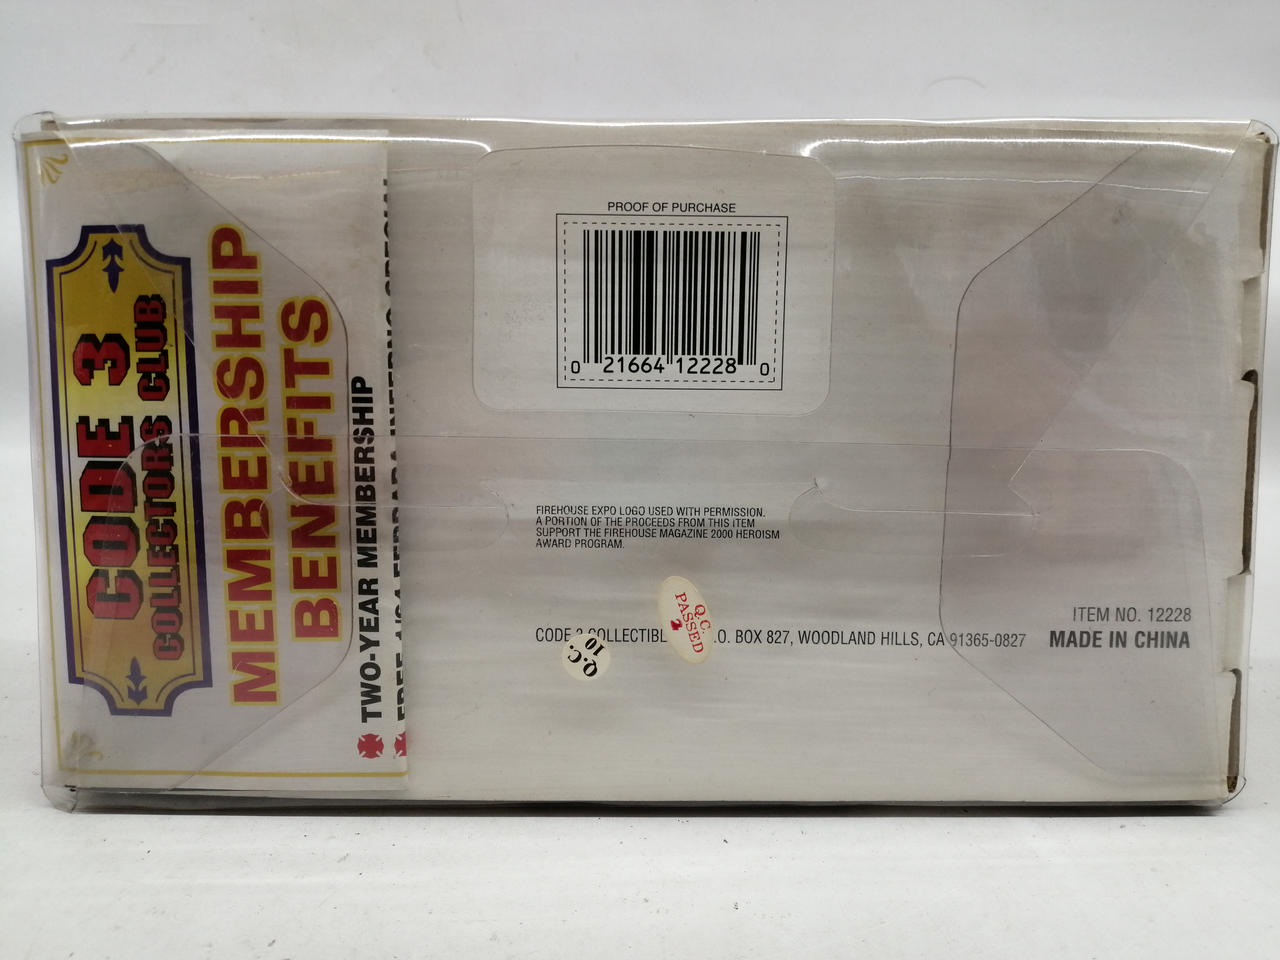 CODE 3
COLLECTORS CLUB
MEMBERSHIP
BENEFITS
TWO-YEAR MEMBERSHIP
PROOF OF PURCHASE
0 21664 12228 0
FIREHOUSE EXPO LOGO USED WITH PERMISSION.
A PORTION OF THE PROCEEDS FROM THIS ITEM
SUPPORT THE FIREHOUSE MAGAZINE 2000 HEROISM
AWARD PROGRAM.
Q.C.
PASSED
2
CODE 3 COLLECTIBL .O. BOX 827, WOODLAND HILLS, CA 91365-0827
Q.C.
10
ITEM NO. 12228
MADE IN CHINA